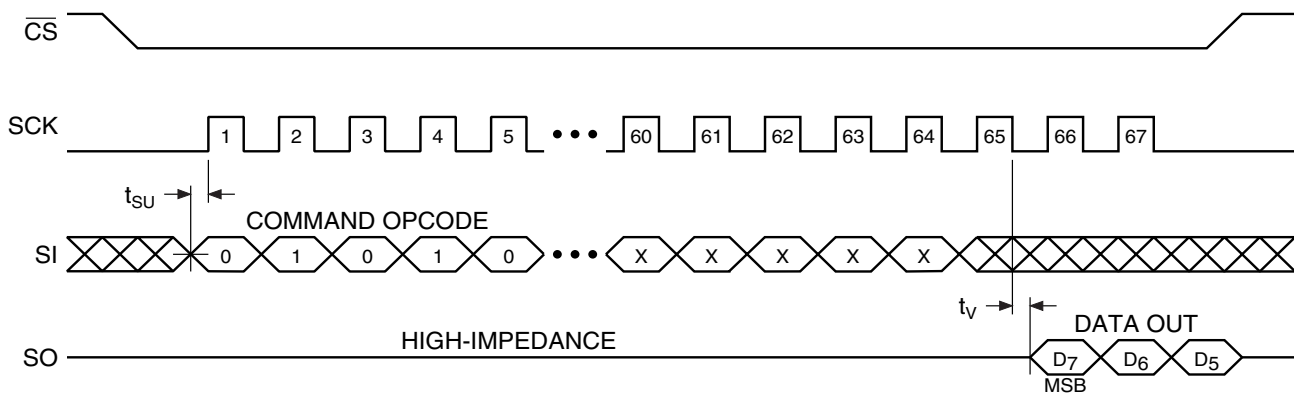 CS
SCK 1 2 3 4 5 ••• 60 61 62 63 64 65 66 67
tSU
COMMAND OPCODE
SI 0 1 0 1 0 ••• X X X X X
tV
DATA OUT
HIGH-IMPEDANCE
SO D7 D6 D5
MSB